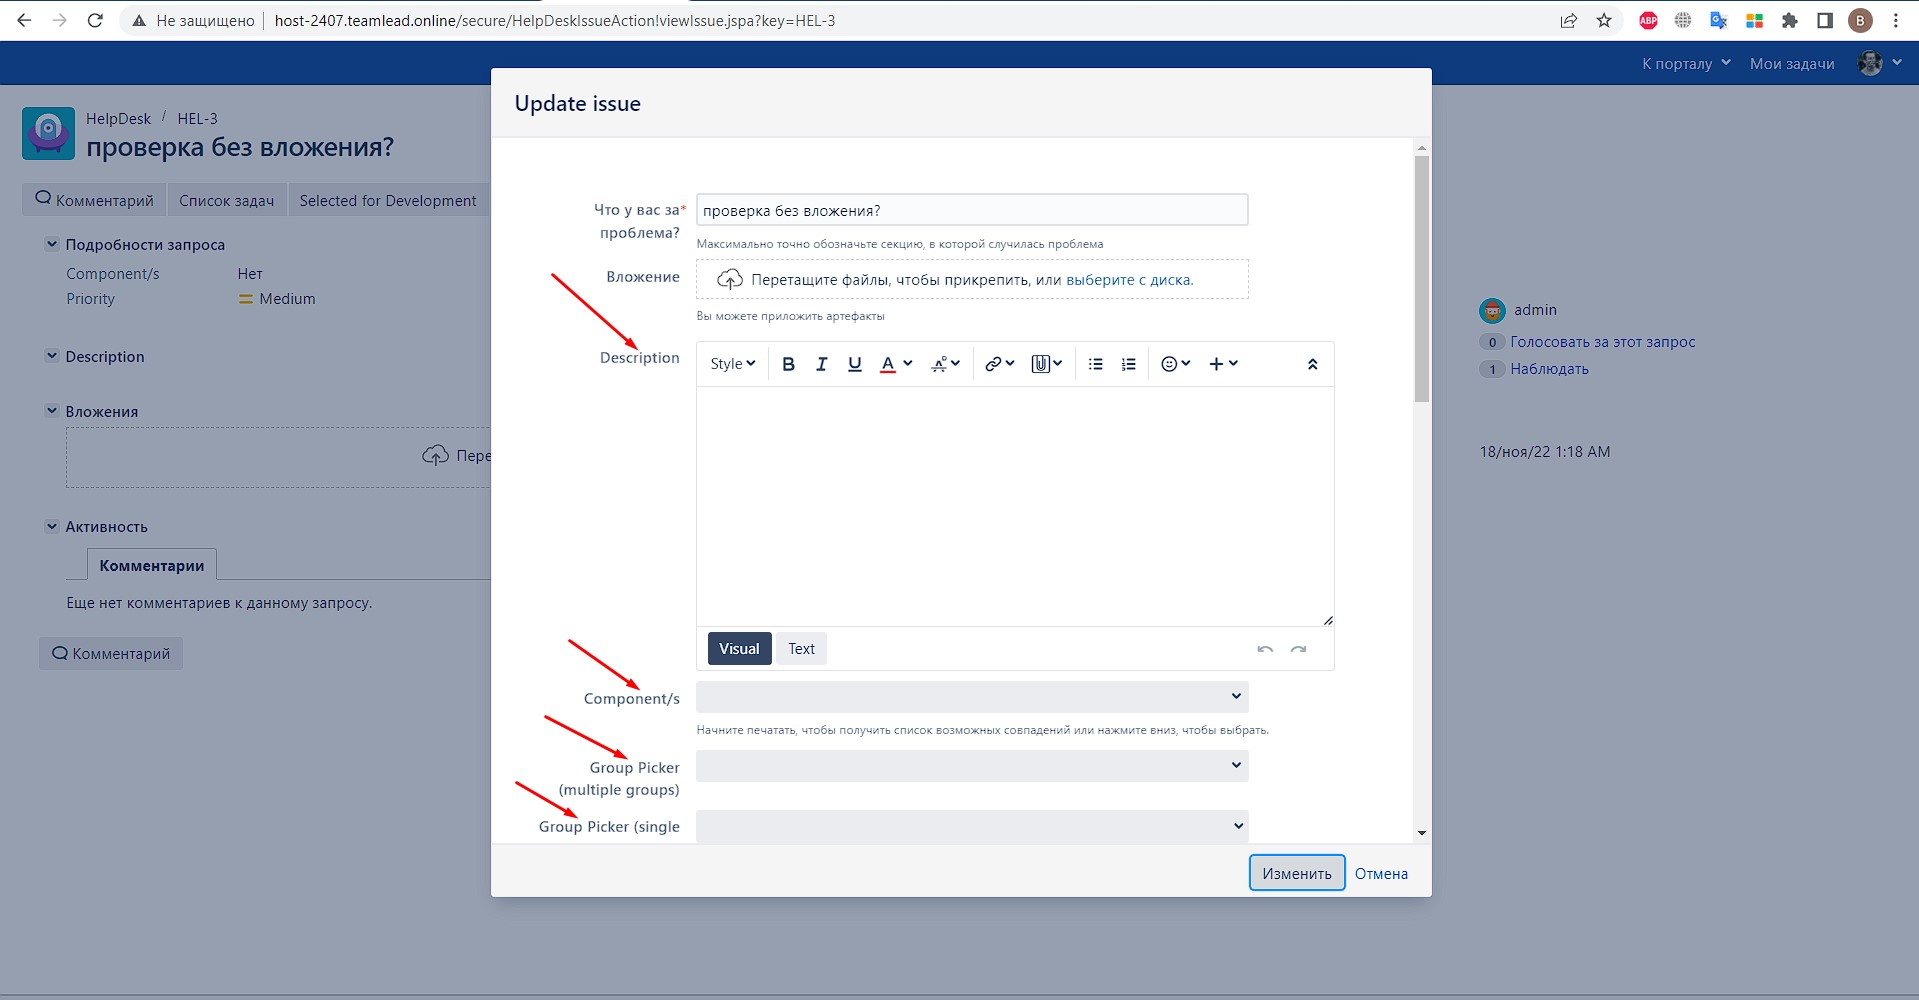 Не защищено host-2407.teamlead.online/secure/HelpDeskIssueAction!viewIssue.jspa?key=HEL-3
ABP
B
К порталу Мои задачи
HelpDesk / HEL-3
проверка без вложения?
Комментарий Список задач Selected for Development
Подробности запроса
Component/s Нет
Priority Medium
Description
Вложения
Пере
Активность
Комментарии
Еще нет комментариев к данному запросу.
Комментарий
Update issue
Что у вас за* проверка без вложения?
проблема?
Максимально точно обозначьте секцию, в которой случилась проблема
Вложение Перетащите файлы, чтобы прикрепить, или выберите с диска.
Вы можете приложить артефакты
Description Style B I U A
Visual Text
Component/s
Начните печатать, чтобы получить список возможных совпадений или нажмите вниз, чтобы выбрать.
Group Picker
(multiple groups)
Group Picker (single
Изменить Отмена
admin
0 Голосовать за этот запрос
1 Наблюдать
18/ноя/22 1:18 AM